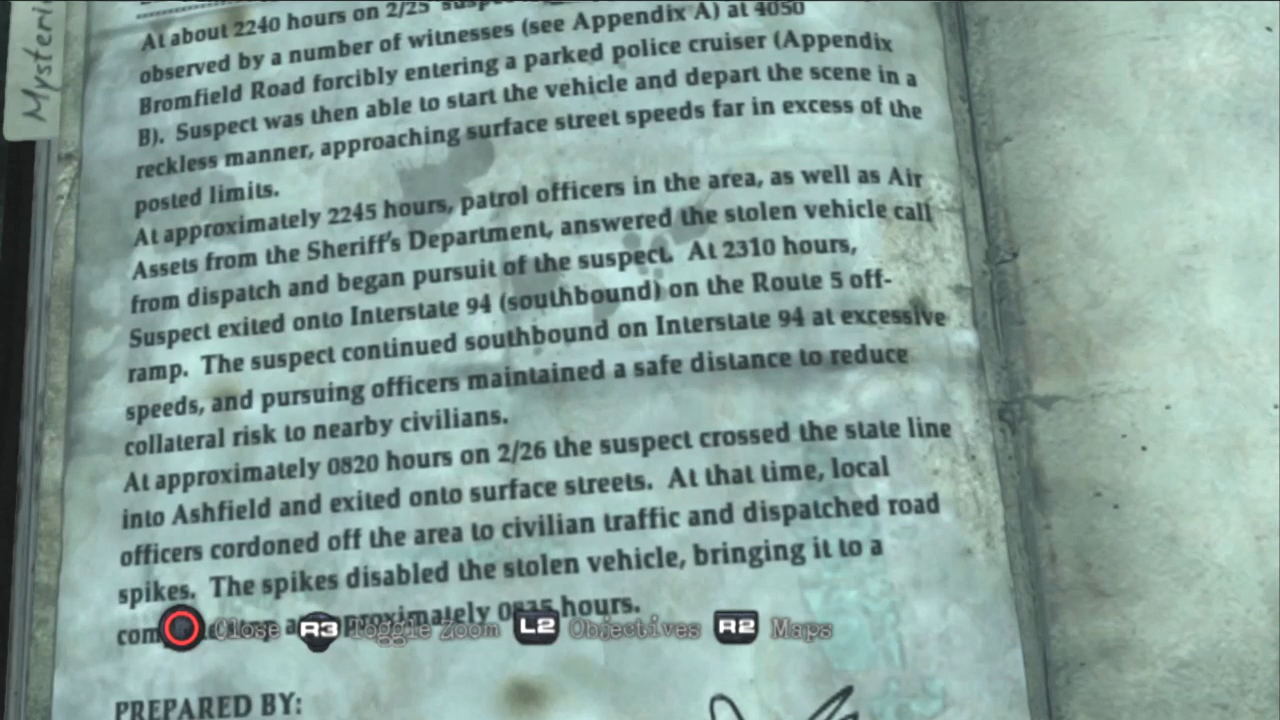 Mysteri
At about 2240 hours on 2/25 suspe
observed by a number of witnesses (see Appendix A) at 4050
Bromfield Road forcibly entering a parked police cruiser (Appendix
B). Suspect was then able to start the vehicle and depart the scene in a
reckless manner, approaching surface street speeds far in excess of the
posted limits.
At approximately 2245 hours, patrol officers in the area, as well as Air
Assets from the Sheriff's Department, answered the stolen vehicle call
from dispatch and began pursuit of the suspect. At 2310 hours,
Suspect exited onto Interstate 94 (southbound) on the Route 5 off-
ramp. The suspect continued southbound on Interstate 94 at excessive
speeds, and pursuing officers maintained a safe distance to reduce
collateral risk to nearby civilians.
At approximately 0820 hours on 2/26 the suspect crossed the state line
into Ashfield and exited onto surface streets. At that time, local
officers cordoned off the area to civilian traffic and dispatched road
spikes. The spikes disabled the stolen vehicle, bringing it to a
com approximately 0835 hours.
Close R3 Toggle Zoom L2 Objectives R2 Maps
PREPARED BY: